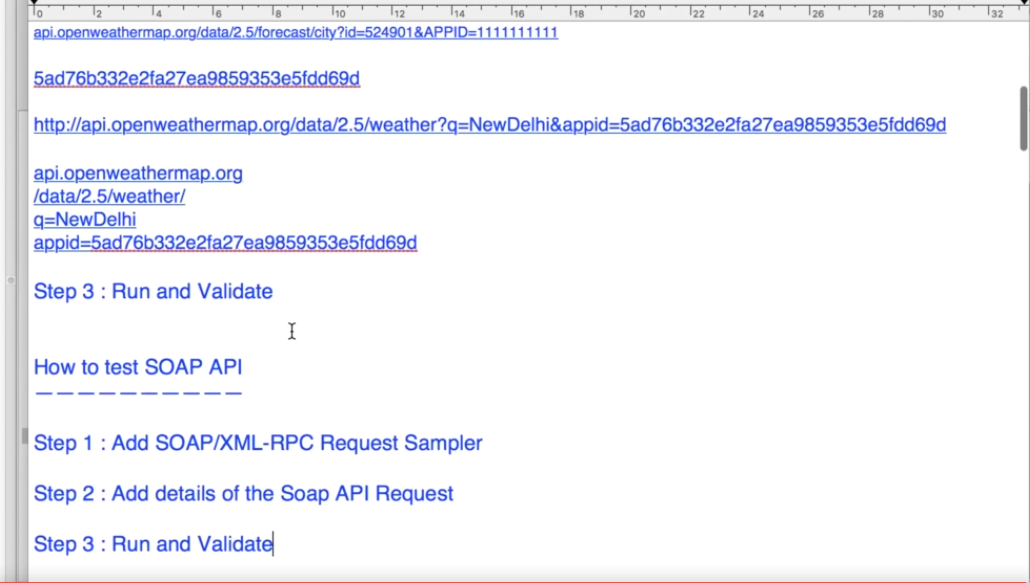 0 2 4 6 8 10 12 14 16 18 20 22 24 26 28 30 32
api.openweathermap.org/data/2.5/forecast/city?id=524901&APPID=1111111111
5ad76b332e2fa27ea9859353e5fdd69d
http://api.openweathermap.org/data/2.5/weather?q=NewDelhi&appid=5ad76b332e2fa27ea9859353e5fdd69d
api.openweathermap.org
/data/2.5/weather/
q=NewDelhi
appid=5ad76b332e2fa27ea9859353e5fdd69d
Step 3 : Run and Validate
How to test SOAP API
— — — — — — — — — —
Step 1 : Add SOAP/XML-RPC Request Sampler
Step 2 : Add details of the Soap API Request
Step 3 : Run and Validate